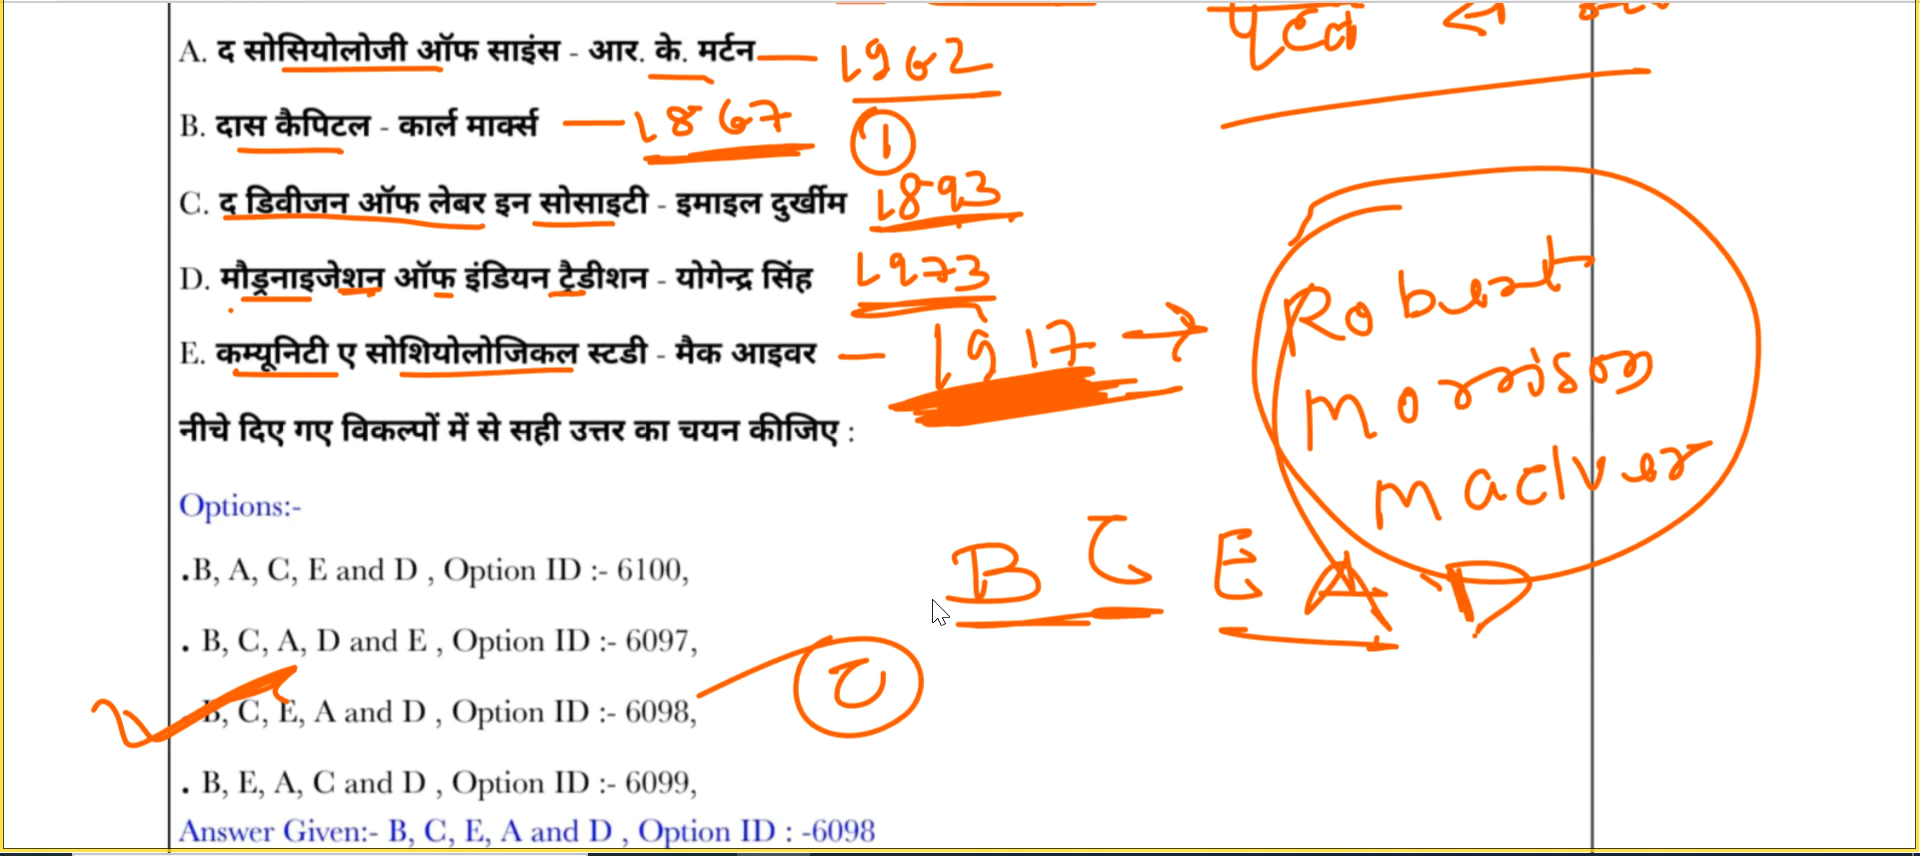 एवं
A. द सोसियोलोजी ऑफ साइंस - आर. के. मर्टन — 1962
B. दास कैपिटल - कार्ल मार्क्स — 1867 1
C. द डिवीजन ऑफ लेबर इन सोसाइटी - इमाइल दुर्खीम 1893
D. मौड्रनाइजेशन ऑफ इंडियन ट्रैडीशन - योगेन्द्र सिंह 1973
E. कम्यूनिटी ए सोशियोलोजिकल स्टडी - मैक आइवर — 1917 →
Robert
Morrison
Maclver
नीचे दिए गए विकल्पों में से सही उत्तर का चयन कीजिए :
Options:-
B C E A D
.B, A, C, E and D , Option ID :- 6100,
. B, C, A, D and E , Option ID :- 6097,
B, C, E, A and D , Option ID :- 6098,
. B, E, A, C and D , Option ID :- 6099,
Answer Given:- B, C, E, A and D , Option ID : -6098